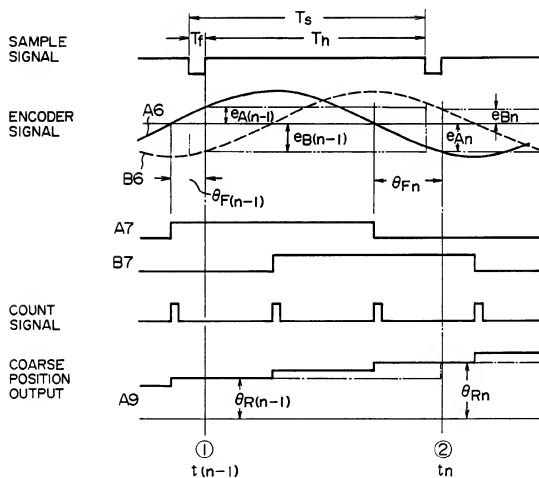 Ts
Tf Th
SAMPLE
SIGNAL
ENCODER
SIGNAL
A6
eA(n-1)
eBn
eB(n-1)
eAn
B6
θF(n-1)
θFn
A7
B7
COUNT
SIGNAL
COARSE
POSITION
OUTPUT
A9
θR(n-1)
θRn
① ②
t(n-1) tn